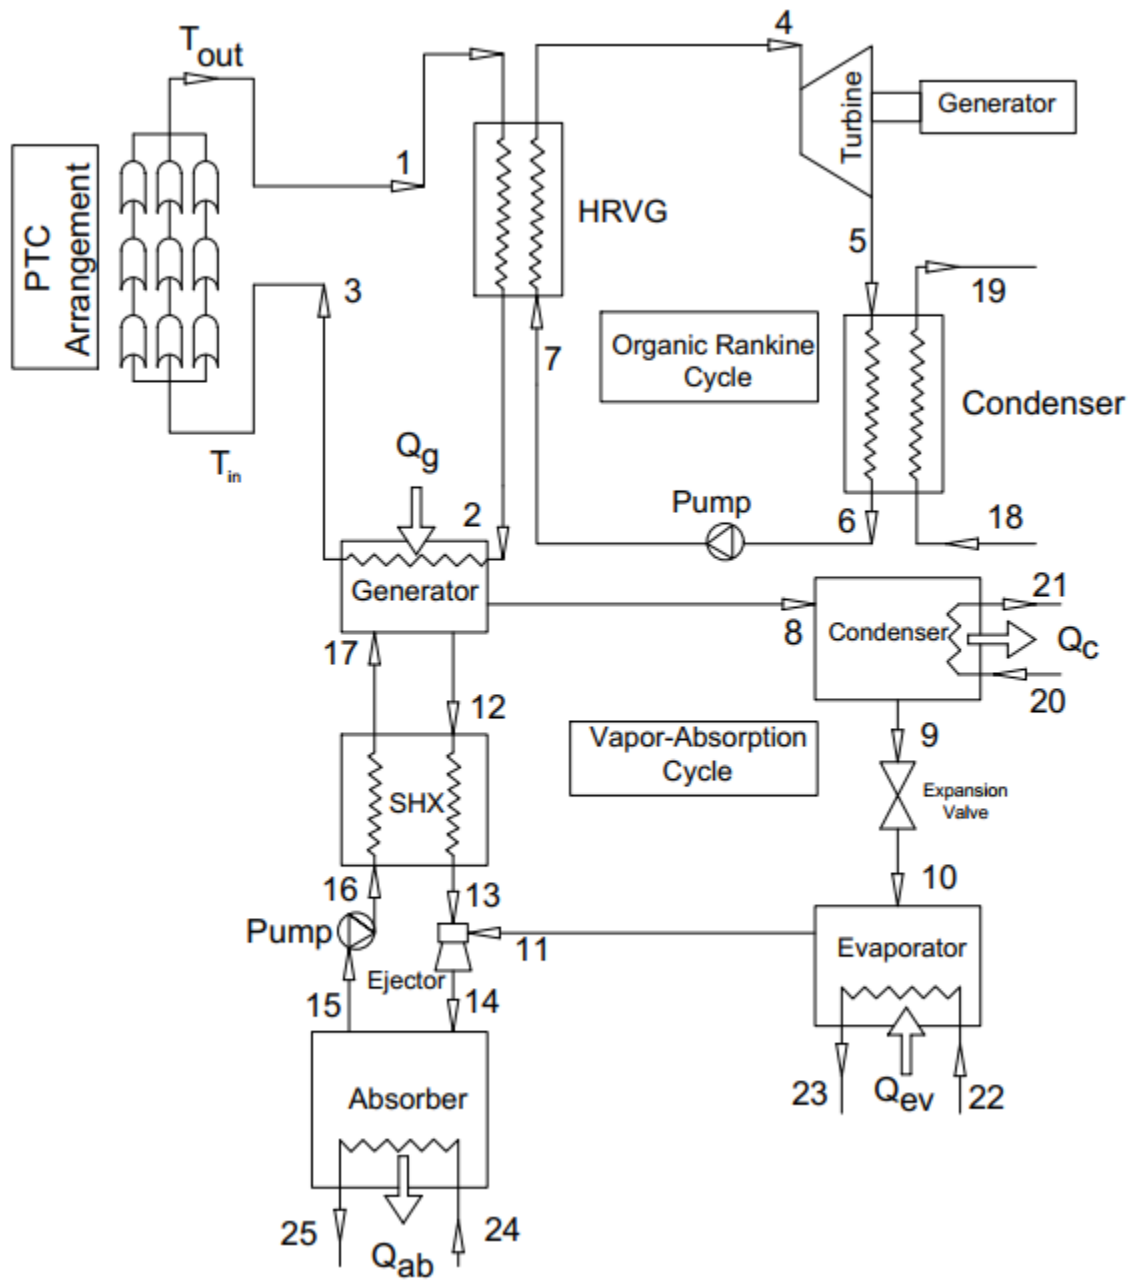 T_out
4
Turbine
Generator
1
HRVG
PTC
Arrangement
5
19
3
7
Organic Rankine
Cycle
Condenser
T_in
Q_g
2
Pump
6
18
Generator
8
Condenser
21
Q_c
20
17
12
9
Vapor-Absorption
Cycle
SHX
Expansion
Valve
16
13
10
Pump
11
Evaporator
Ejector
15
14
23
Q_ev
22
Absorber
25
Q_ab
24